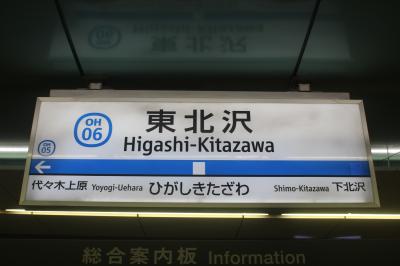 OH
06
東北沢
Higashi-Kitazawa
OH
05
代々木上原 Yoyogi-Uehara ひがしきたざわ Shimo-Kitazawa 下北沢
総合案内板 Information